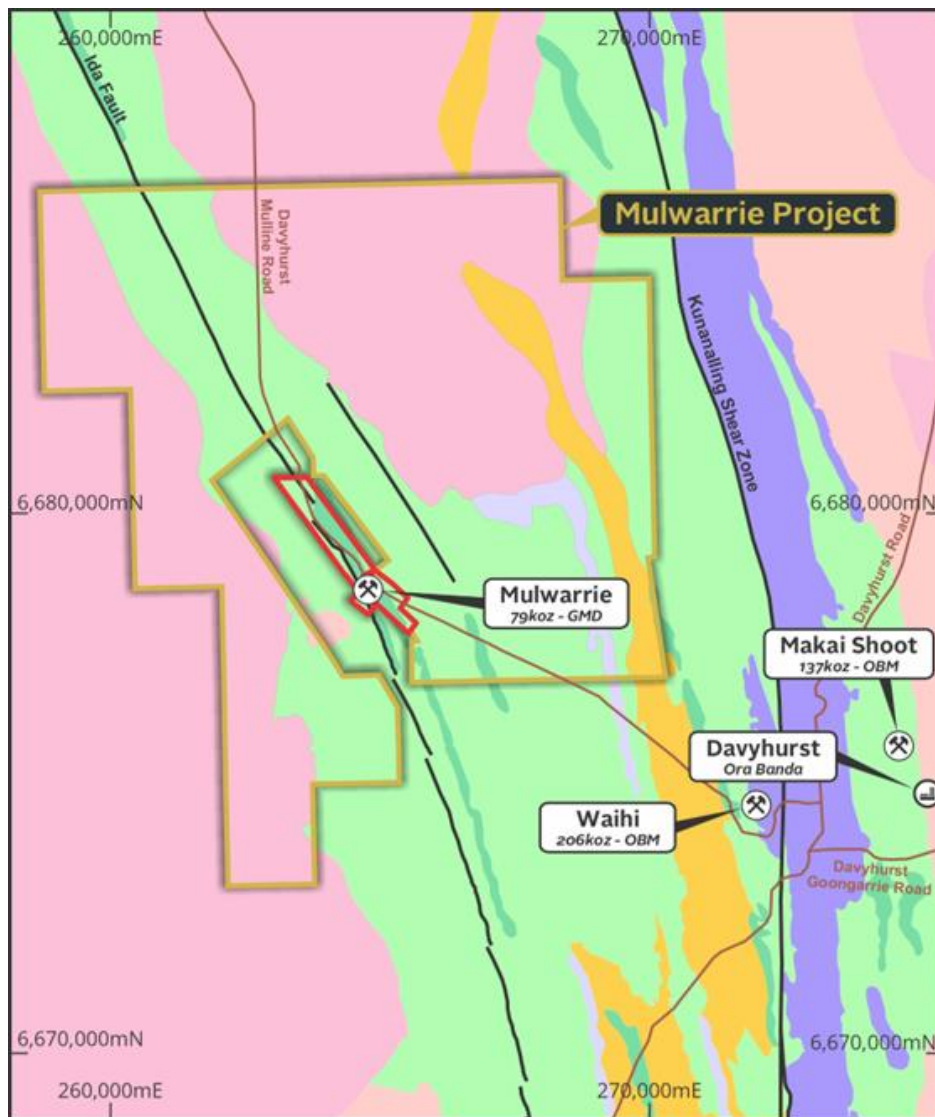 260,000mE
270,000mE
Ida Fault
Davyhurst
Mulline Road
Mulwarrie Project
Kunanalling Shear Zone
6,680,000mN
6,680,000mN
Davyhurst Road
Mulwarrie
79koz - GMD
Makai Shoot
137koz - OBM
Davyhurst
Ora Banda
Waihi
206koz - OBM
Davyhurst
Goongarrie Road
6,670,000mN
6,670,000mN
260,000mE
270,000mE